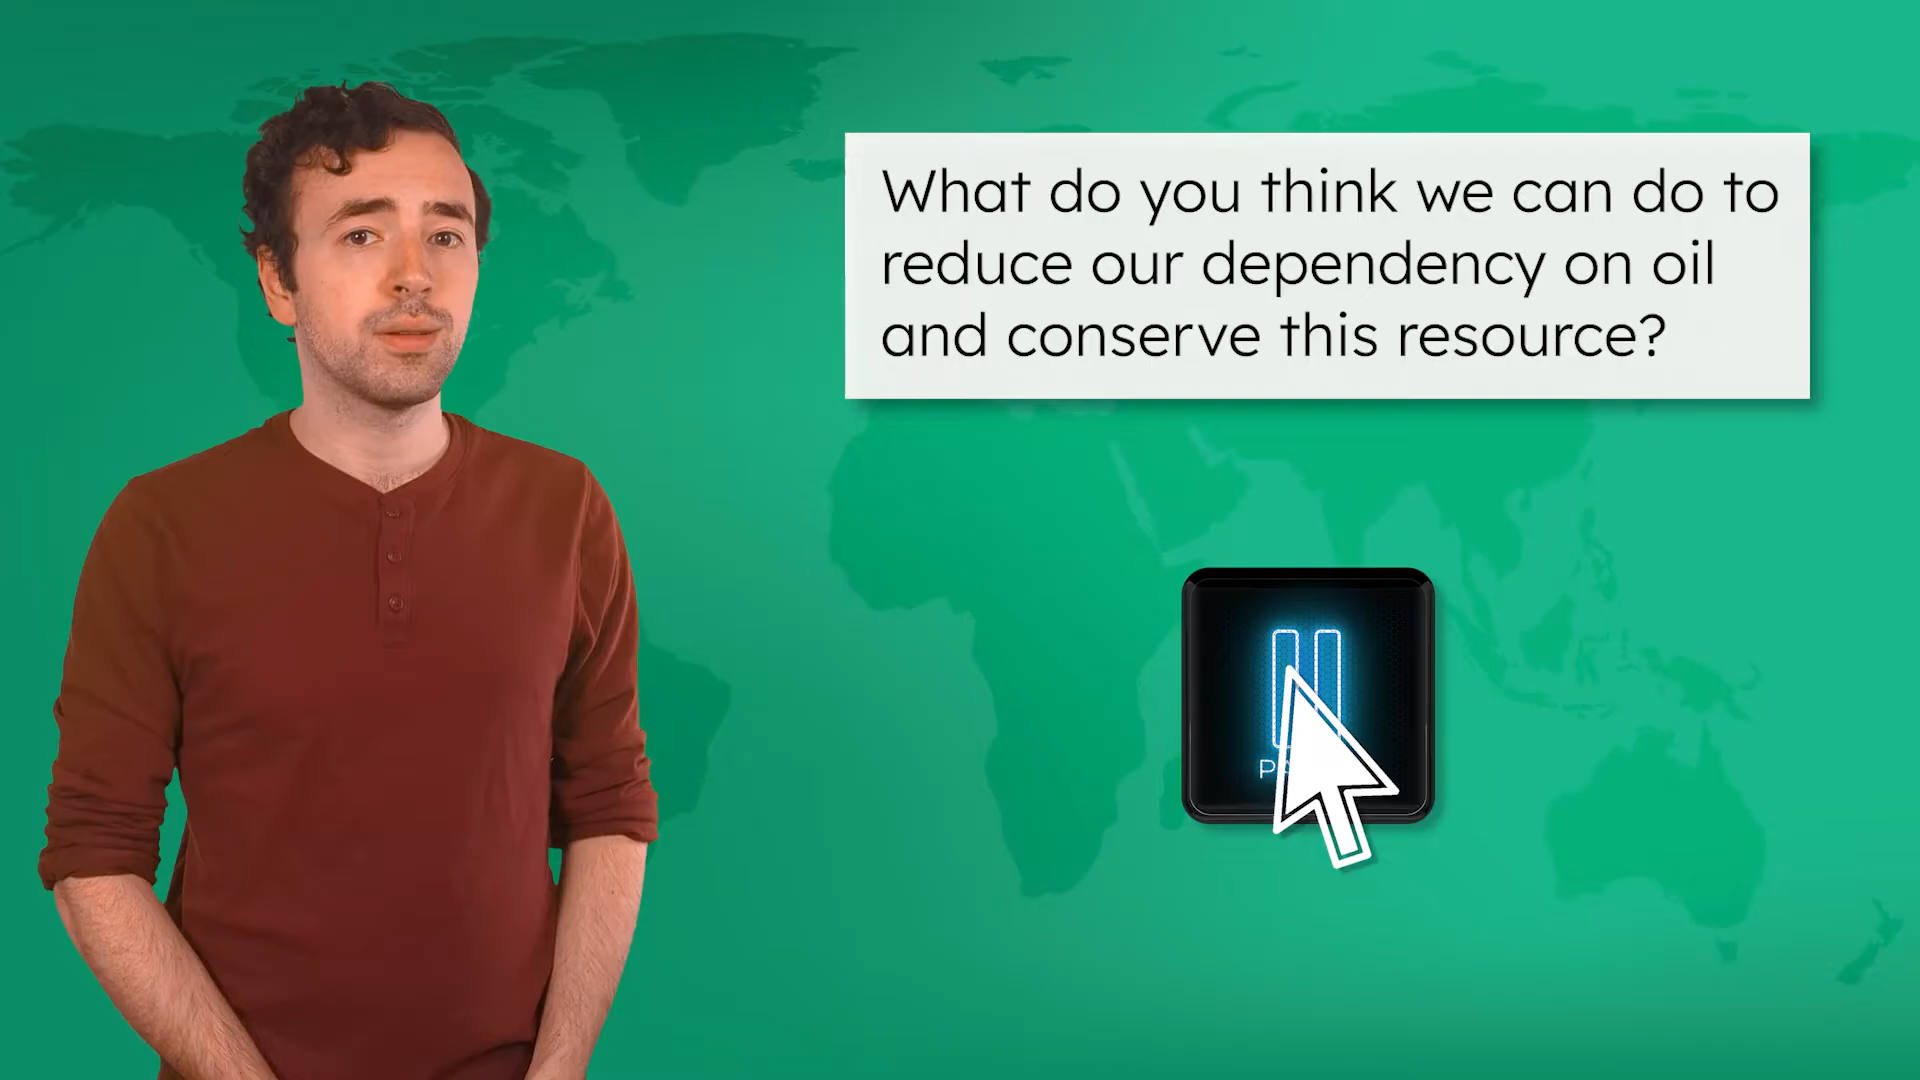 What do you think we can do to
reduce our dependency on oil
and conserve this resource?